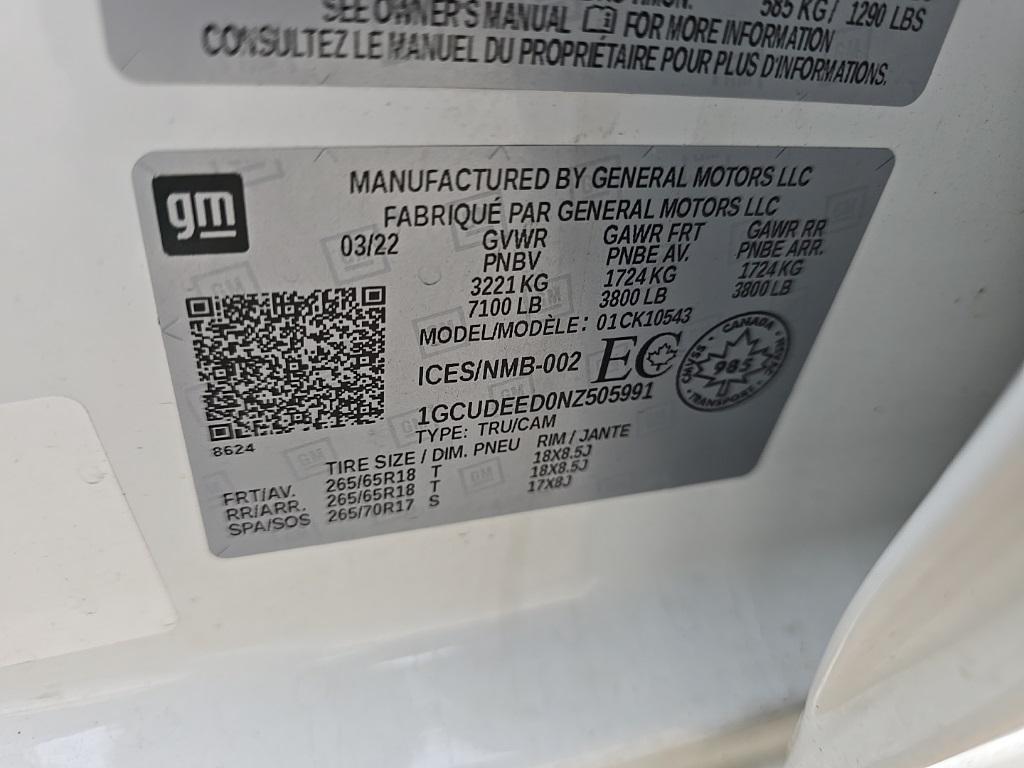 585 KG/ 1290 LBS
SEE OWNER'S MANUAL FOR MORE INFORMATION
CONSULTEZ LE MANUEL DU PROPRIÉTAIRE POUR PLUS D'INFORMATIONS.
gm
MANUFACTURED BY GENERAL MOTORS LLC
FABRIQUÉ PAR GENERAL MOTORS LLC
03/22 GVWR GAWR FRT GAWR RR
PNBV PNBE AV. PNBE ARR.
3221 KG 1724 KG 1724 KG
7100 LB 3800 LB 3800 LB
MODEL/MODÈLE: 01CK10543
ICES/NMB-002 EC
CANADA
985
TRANSPORT
1GCUDEED0NZ505991
TYPE: TRU/CAM
8624
TIRE SIZE / DIM. PNEU RIM / JANTE
FRT/AV. 265/65R18 T 18X8.5J
RR/ARR. 265/65R18 T 18X8.5J
SPA/SOS 265/70R17 S 17X8J